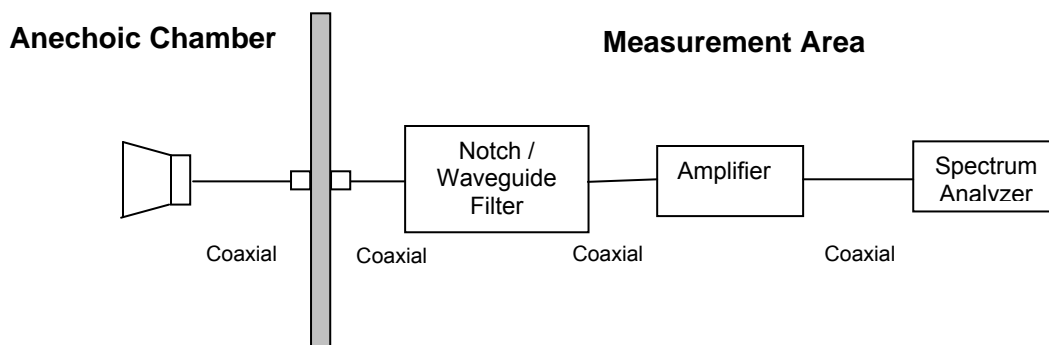 Anechoic Chamber
Measurement Area
Notch /
Waveguide
Filter
Amplifier
Spectrum
Analyzer
Coaxial
Coaxial
Coaxial
Coaxial